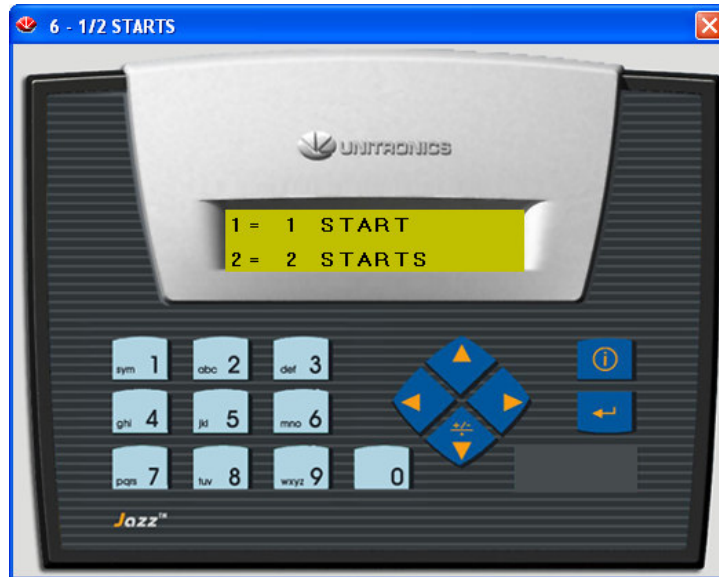 6 - 1/2 STARTS
UNITRONICS
1 = 1 START
2 = 2 STARTS
sym 1 abc 2 def 3
ghi 4 jkl 5 mno 6
+/-
pqrs 7 tuv 8 wxyz 9 0
Jazz™